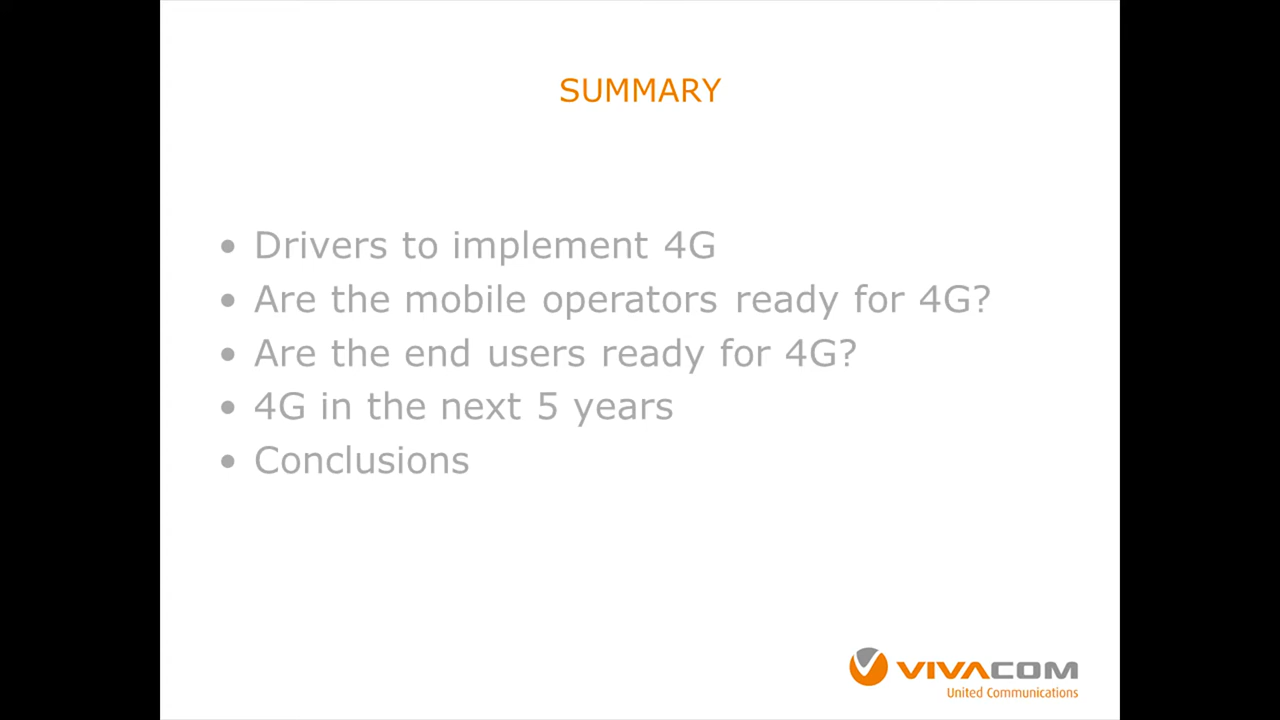 SUMMARY
• Drivers to implement 4G
• Are the mobile operators ready for 4G?
• Are the end users ready for 4G?
• 4G in the next 5 years
• Conclusions
VIVACOM
United Communications